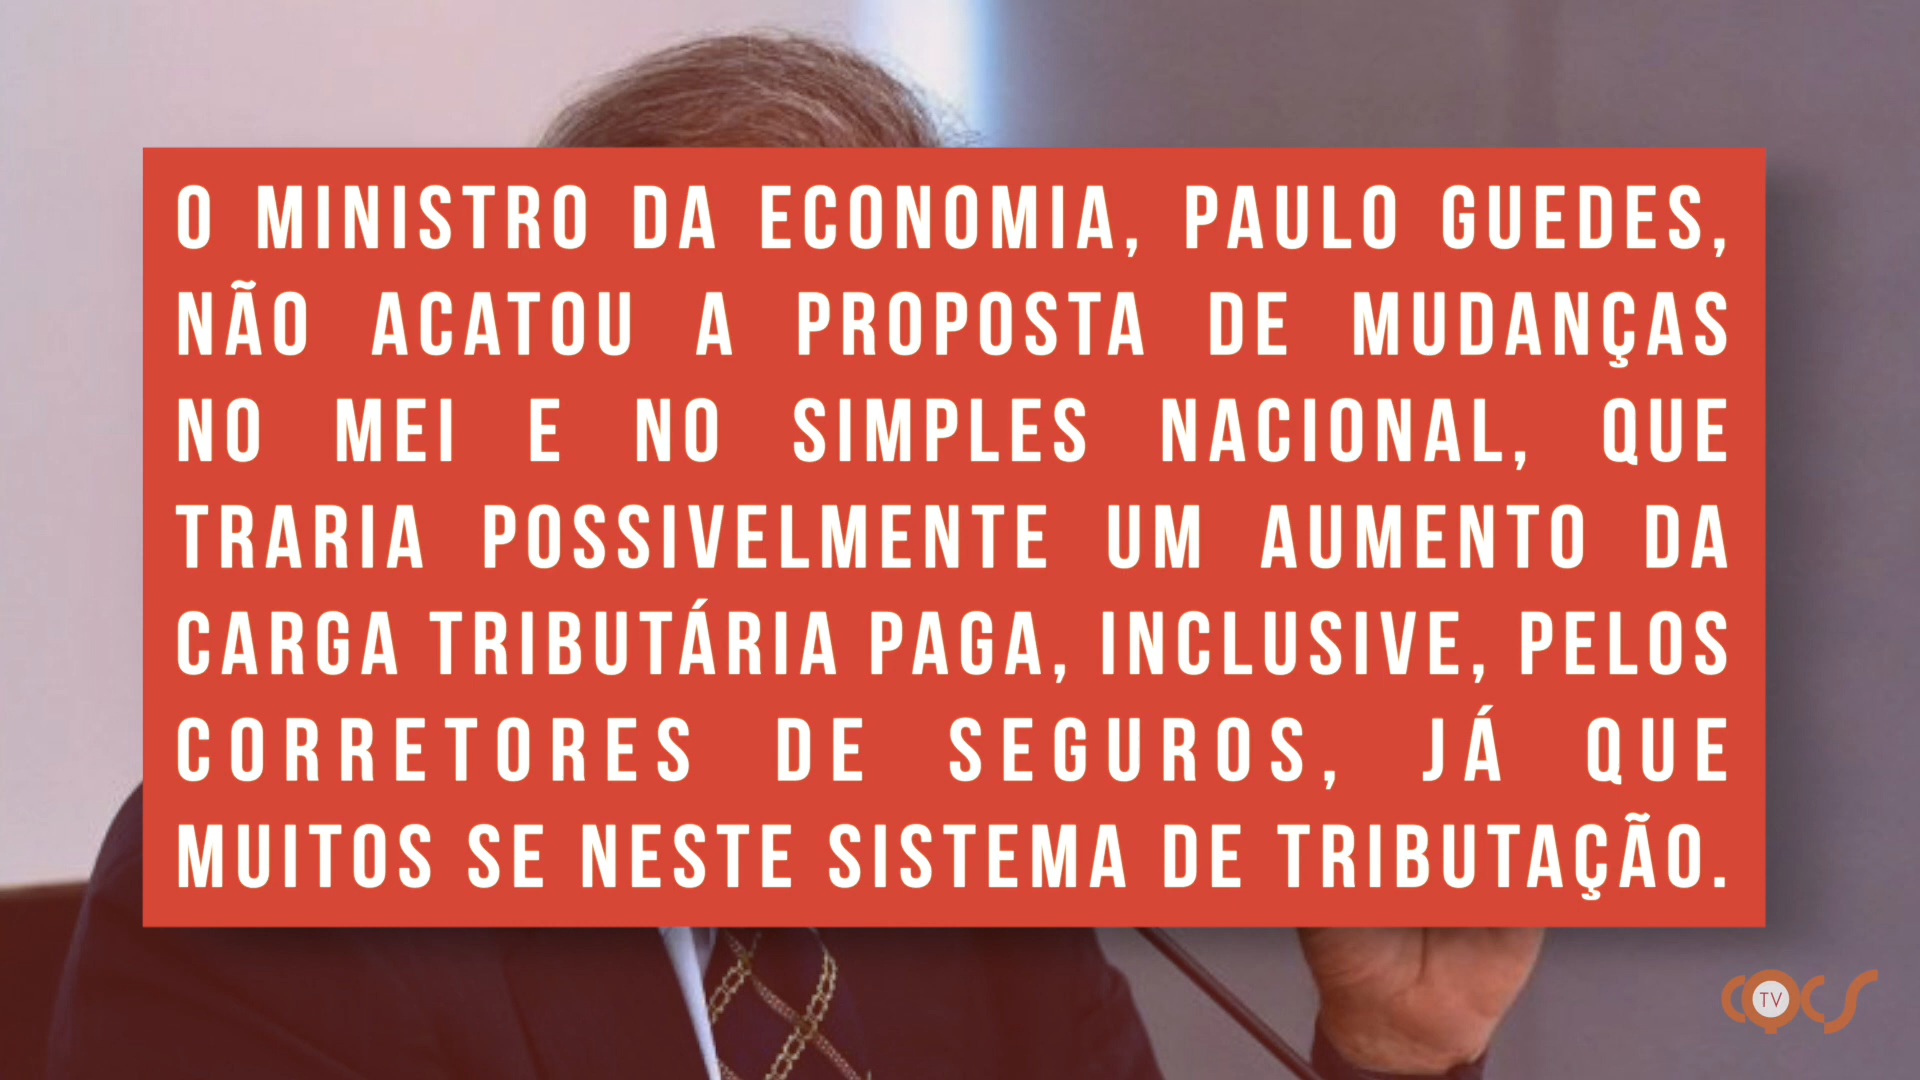 O MINISTRO DA ECONOMIA, PAULO GUEDES,
NÃO ACATOU A PROPOSTA DE MUDANÇAS
NO MEI E NO SIMPLES NACIONAL, QUE
TRARIA POSSIVELMENTE UM AUMENTO DA
CARGA TRIBUTÁRIA PAGA, INCLUSIVE, PELOS
CORRETORES DE SEGUROS, JÁ QUE
MUITOS SE NESTE SISTEMA DE TRIBUTAÇÃO.
CQCS
TV